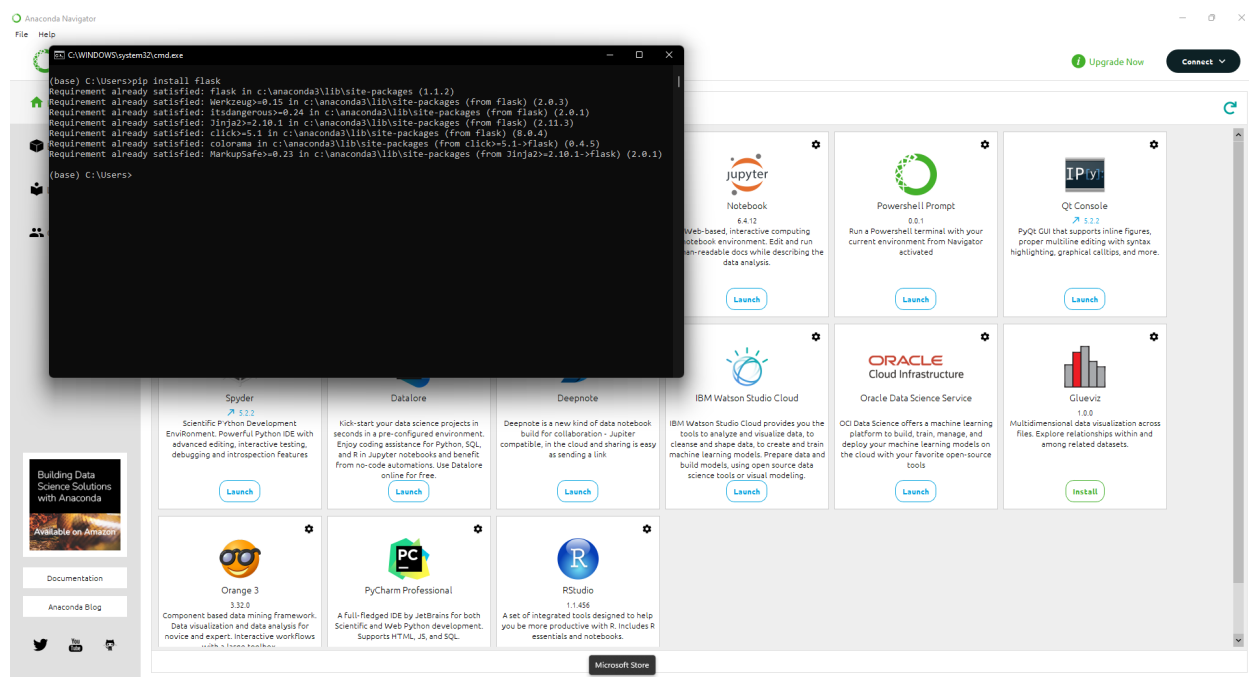 Anaconda Navigator
File Help
C:\WINDOWS\system32\cmd.exe
(base) C:\Users>pip install flask
Requirement already satisfied: flask in c:\anaconda3\lib\site-packages (1.1.2)
Requirement already satisfied: Werkzeug>=0.15 in c:\anaconda3\lib\site-packages (from flask) (2.0.3)
Requirement already satisfied: itsdangerous>=0.24 in c:\anaconda3\lib\site-packages (from flask) (2.0.1)
Requirement already satisfied: Jinja2>=2.10.1 in c:\anaconda3\lib\site-packages (from flask) (2.11.3)
Requirement already satisfied: click>=5.1 in c:\anaconda3\lib\site-packages (from flask) (8.0.4)
Requirement already satisfied: colorama in c:\anaconda3\lib\site-packages (from click>=5.1->flask) (0.4.5)
Requirement already satisfied: MarkupSafe>=0.23 in c:\anaconda3\lib\site-packages (from Jinja2>=2.10.1->flask) (2.0.1)
(base) C:\Users>
Upgrade Now
Connect
jupyter
Notebook
6.4.12
Web-based, interactive computing
notebook environment. Edit and run
an-readable docs while describing the
data analysis.
Launch
Powershell Prompt
0.0.1
Run a Powershell terminal with your
current environment from Navigator
activated
Launch
IP[y]:
Qt Console
5.2.2
PyQt GUI that supports inline figures,
proper multiline editing with syntax
highlighting, graphical calltips, and more.
Launch
Spyder
5.2.2
Scientific PYthon Development
EnviRonment. Powerful Python IDE with
advanced editing, interactive testing,
debugging and introspection features
Launch
Datalore
Kick-start your data science projects in
seconds in a pre-configured environment.
Enjoy coding assistance for Python, SQL,
and R in Jupyter notebooks and benefit
from no-code automations. Use Datalore
online for free.
Launch
Deepnote
Deepnote is a new kind of data notebook
build for collaboration - Jupiter
compatible, in the cloud and sharing is easy
as sending a link
Launch
IBM Watson Studio Cloud
IBM Watson Studio Cloud provides you the
tools to analyze and visualize data, to
cleanse and shape data, to create and train
machine learning models. Prepare data and
build models, using open source data
science tools or visual modeling.
Launch
ORACLE
Cloud Infrastructure
Oracle Data Science Service
OCI Data Science offers a machine learning
platform to build, train, manage, and
deploy your machine learning models on
the cloud with your favorite open-source
tools
Launch
Glueviz
1.0.0
Multidimensional data visualization across
files. Explore relationships within and
among related datasets.
Install
Building Data
Science Solutions
with Anaconda
Available on Amazon
Documentation
Anaconda Blog
You
Tube
Orange 3
3.32.0
Component based data mining framework.
Data visualization and data analysis for
novice and expert. Interactive workflows
with a large toolbox.
PC
PyCharm Professional
A full-fledged IDE by JetBrains for both
Scientific and Web Python development.
Supports HTML, JS, and SQL.
R
RStudio
1.1.456
A set of integrated tools designed to help
you be more productive with R. Includes R
essentials and notebooks.
Microsoft Store